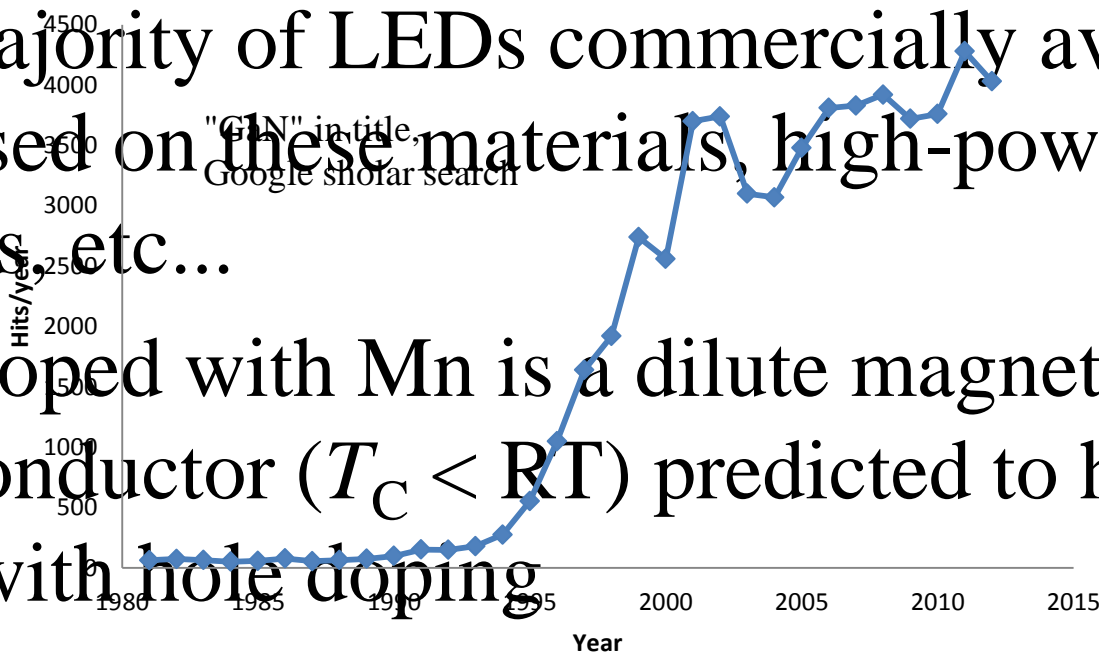 4500
ajority of LEDs commercially av
4000
"GaN" in title,
3500
sed on these materials, high-pow
Google sholar search
3000
s, etc...
2500
Hits/year
2000
oped with Mn is a dilute magnet
1500
1000
onductor (TC < RT) predicted to h
500
with hole doping
0
1980 1985 1990 1995 2000 2005 2010 2015
Year